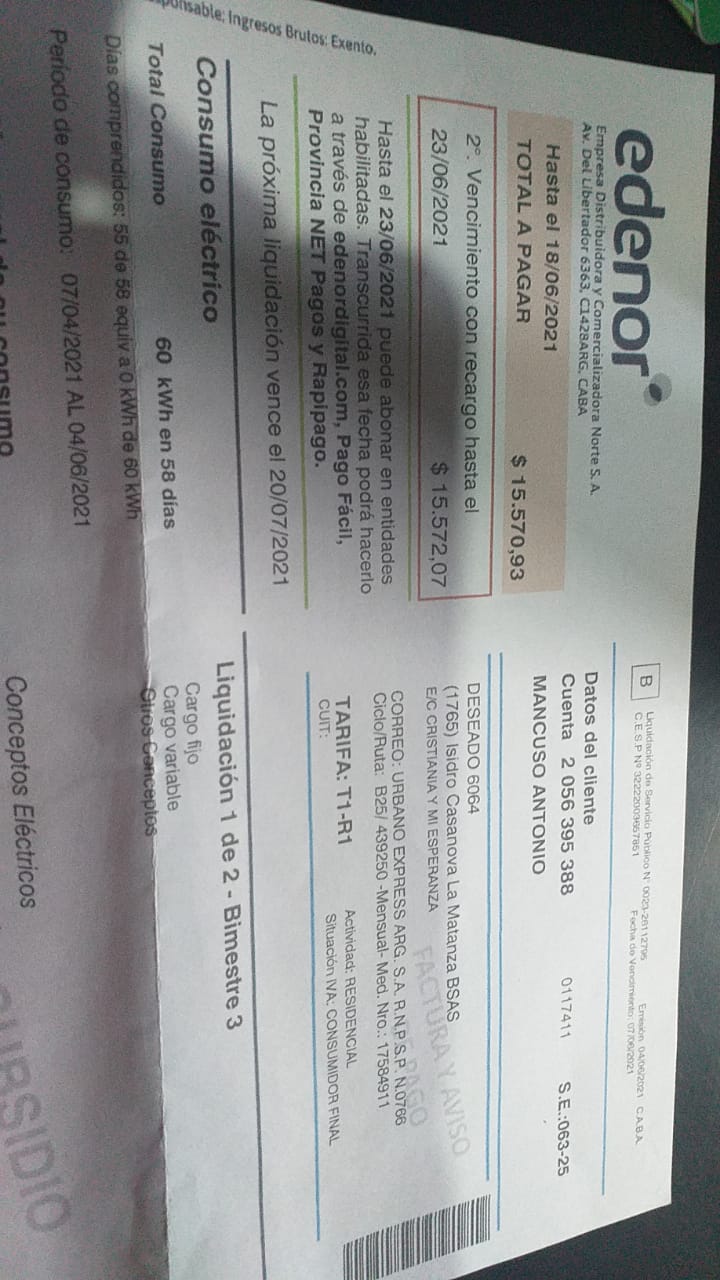 Responsable: Ingresos Brutos: Exento.
edenor
Empresa Distribuidora y Comercializadora Norte S. A.
Av. Del Libertador 6363, C1428ARG, CABA
Hasta el 18/06/2021
TOTAL A PAGAR $ 15.570,93
2°. Vencimiento con recargo hasta el
23/06/2021 $ 15.572,07
Hasta el 23/06/2021 puede abonar en entidades
habilitadas. Transcurrida esa fecha podrá hacerlo
a través de edenordigital.com, Pago Fácil,
Provincia NET Pagos y Rapipago.
La próxima liquidación vence el 20/07/2021
Consumo eléctrico
Total Consumo 60 kWh en 58 días
Días comprendidos: 55 de 58 equiv a 0 kWh de 60 kWh
Período de consumo: 07/04/2021 AL 04/06/2021
su consumo
B
Liquidación de Servicio Público N° 0023-26112795 Emisión: 04/06/2021 C.A.B.A.
C.E.S.P Nº 32222003657851 Fecha de Vencimiento: 07/06/2021
Datos del cliente
Cuenta 2 056 395 388 0117411 S.E.:063-25
MANCUSO ANTONIO
DESEADO 6064
(1765) Isidro Casanova La Matanza BSAS
E/C CRISTIANIA Y MI ESPERANZA
FACTURA Y AVISO
DE PAGO
CORREO: URBANO EXPRESS ARG. S.A. R.N.P.S.P. N.0766
Ciclo/Ruta: B25/ 439250 -Mensual- Med. Nro.: 17584911
TARIFA: T1-R1 Actividad: RESIDENCIAL
CUIT: Situación IVA: CONSUMIDOR FINAL
Liquidación 1 de 2 - Bimestre 3
Cargo fijo
Cargo variable
Otros Conceptos
Conceptos Eléctricos
SUBSIDIO